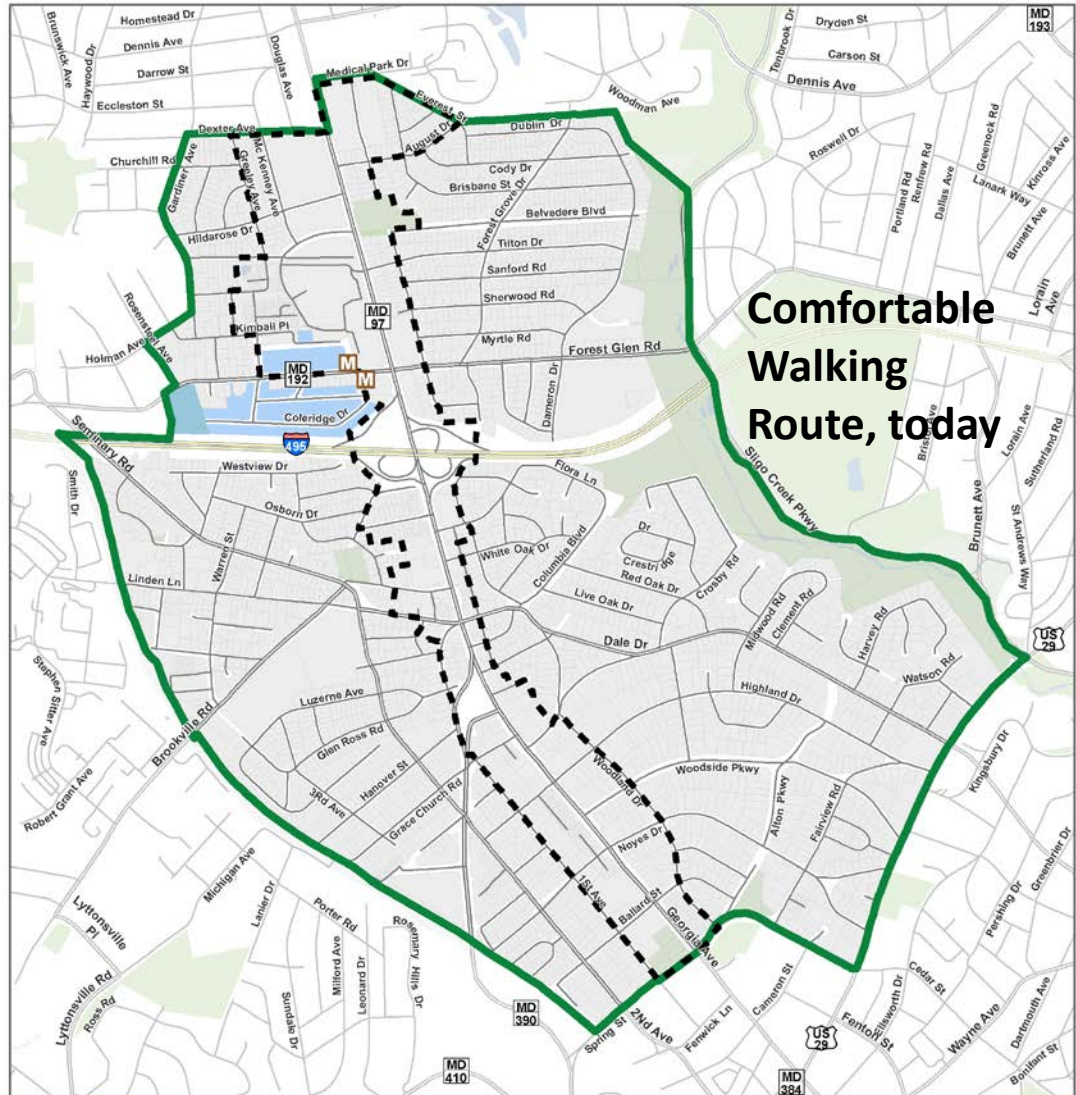 Homestead Dr
Brunswick Ave
Haywood Dr
Dennis Ave
Darrow St
Douglas Ave
Eccleston St
Medical Park Dr
Everest St
Woodman Ave
Tenbrook Dr
Dryden St
Carson St
Dennis Ave
MD
193
Dexter Ave
Churchill Rd
Gardiner Ave
Greeley Ave
Mc Kenney Ave
August Dr
Dublin Dr
Cody Dr
Brisbane St
Forest Grove Dr
Belvedere Blvd
Roswell Dr
Portland Rd
Renfrew Rd
Dallas Ave
Greenock Rd
Lanark Way
Kinross Ave
Brunett Ave
Lorain Ave
Hildarose Dr
Tilton Dr
Sanford Rd
Sherwood Rd
MD
97
Rosensteel Ave
Holman Ave
Kimball Pl
Myrtle Rd
Forest Glen Rd
Dameron Dr
M
M
MD
192
Coleridge Dr
495
Comfortable
Walking
Route, today
Seminary Rd
Smith Dr
Westview Dr
Osborn Dr
Warren St
Linden Ln
Flora Ln
White Oak Dr
Columbia Blvd
Dr
Crestri dge
Red Oak Dr
Crosby Rd
Live Oak Dr
Dale Dr
Midwood Rd
Clement Rd
Harvey Rd
Watson Rd
Sligo Creek Pkwy
Lorain Ave
Sutherland Rd
Brunett Ave
St Andrews Way
US
29
Stephen Sitter Ave
Luzerne Ave
Brookville Rd
Glen Ross Rd
Hanover St
3Rd Ave
Grace Church Rd
Robert Grant Ave
Highland Dr
Woodland Dr
Woodside Pkwy
Alton Pkwy
Fairview Rd
Noyes Dr
Kingsbury Dr
1St Ave
Ballard St
Georgia Ave
Michigan Ave
Lanier Dr
Porter Rd
Milford Ave
Leonard Dr
Rosemary Hills Dr
Lyttonsville Pl
Lyttonsville Rd
Ross Rd
Sundale Dr
MD
390
MD
410
Spring St
2Nd Ave
Fenwick Ln
Cameron St
US
29
MD
384
Fenton St
Ellsworth Dr
Cedar St
Wayne Ave
Pershing Dr
Greenbrier Dr
Dartmouth Ave
Bonifant St